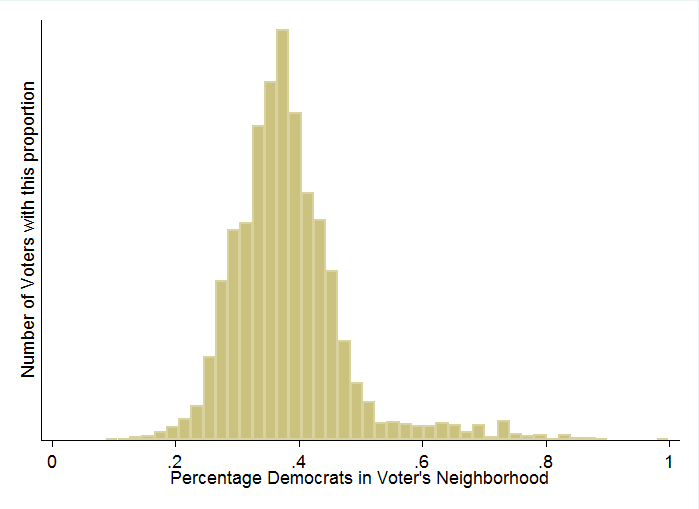 Number of Voters with this proportion
0 .2 .4 .6 .8 1
Percentage Democrats in Voter's Neighborhood